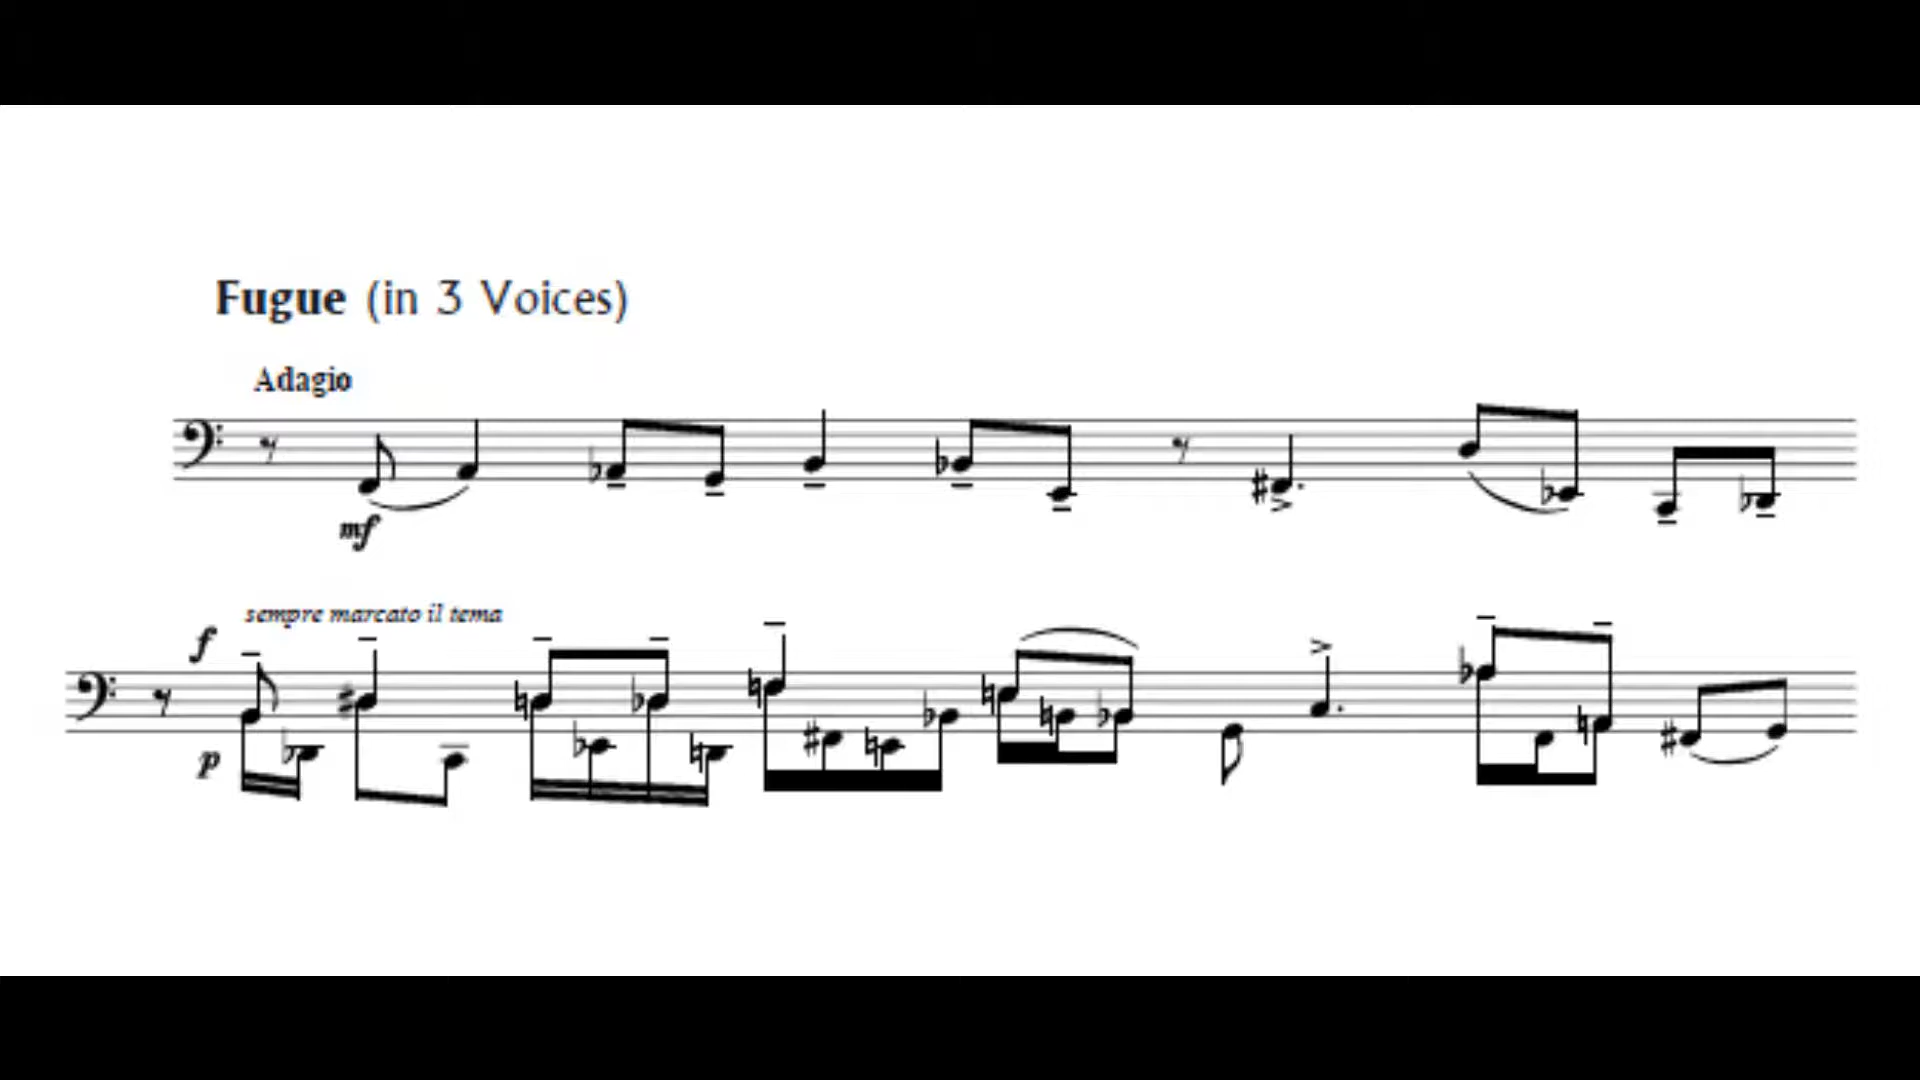 Fugue (in 3 Voices)
Adagio
mf
sempre marcato il tema
f
p